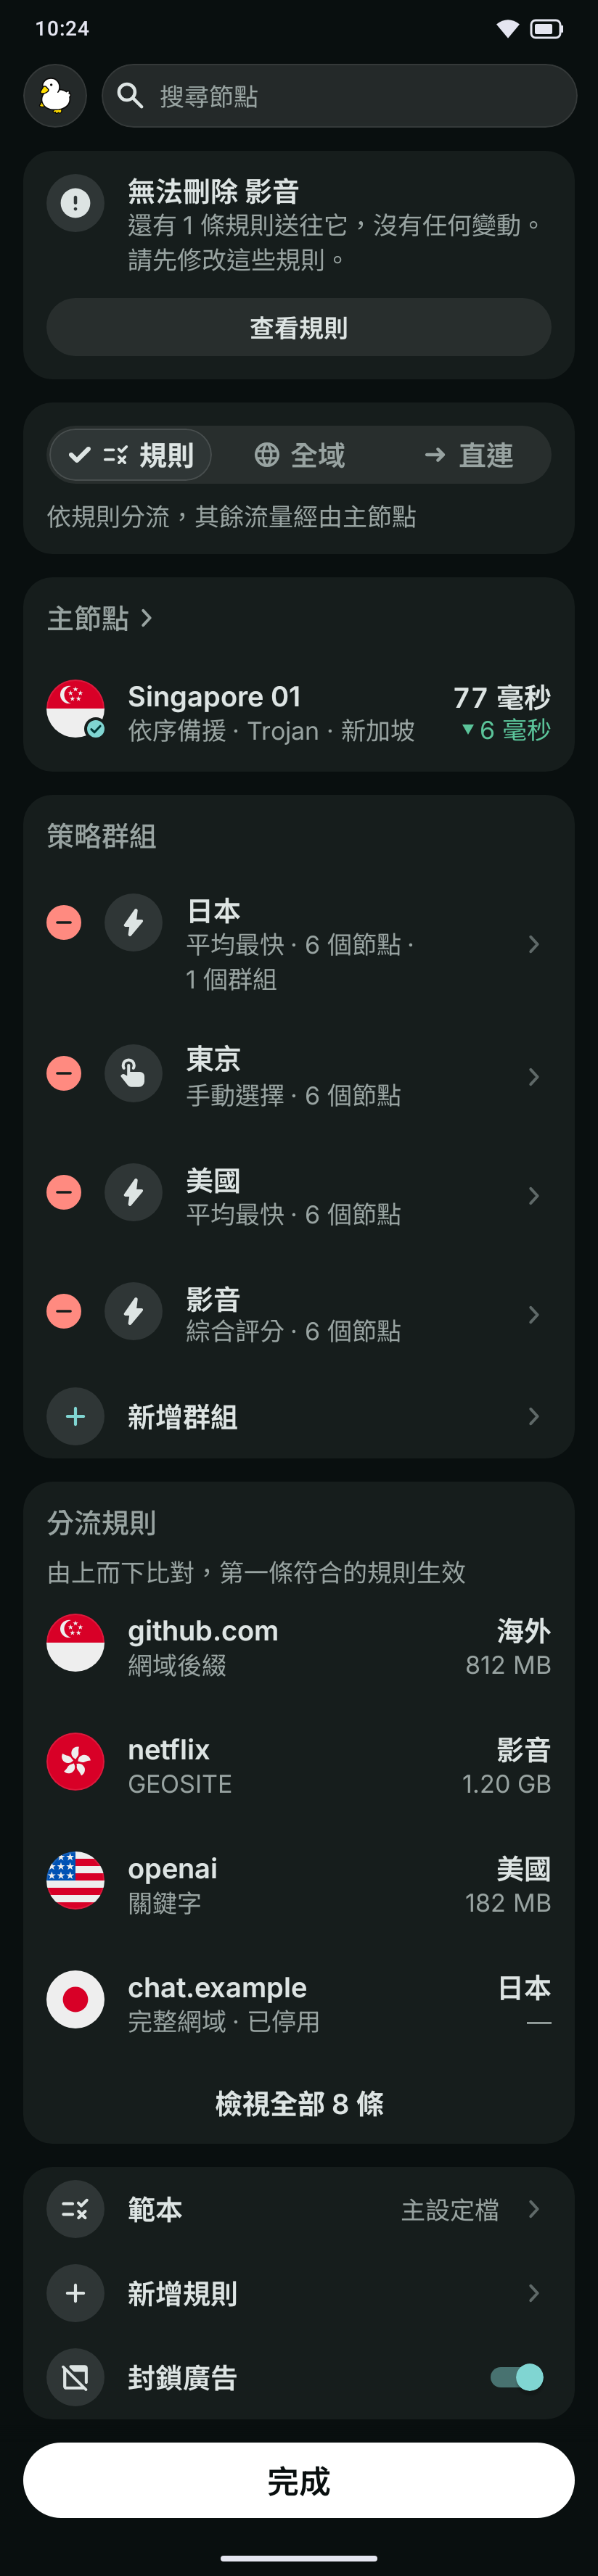 10:24
搜尋節點
無法刪除 影音
還有 1 條規則送往它，沒有任何變動。
請先修改這些規則。
查看規則
規則
全域
直連
依規則分流，其餘流量經由主節點
主節點
Singapore 01
77 毫秒
依序備援 · Trojan · 新加坡
▼6 毫秒
策略群組
日本
平均最快 · 6 個節點 ·
1 個群組
東京
手動選擇 · 6 個節點
美國
平均最快 · 6 個節點
影音
綜合評分 · 6 個節點
新增群組
分流規則
由上而下比對，第一條符合的規則生效
github.com
海外
網域後綴
812 MB
netflix
影音
GEOSITE
1.20 GB
openai
美國
關鍵字
182 MB
chat.example
日本
完整網域 · 已停用
—
檢視全部 8 條
範本
主設定檔
新增規則
封鎖廣告
完成